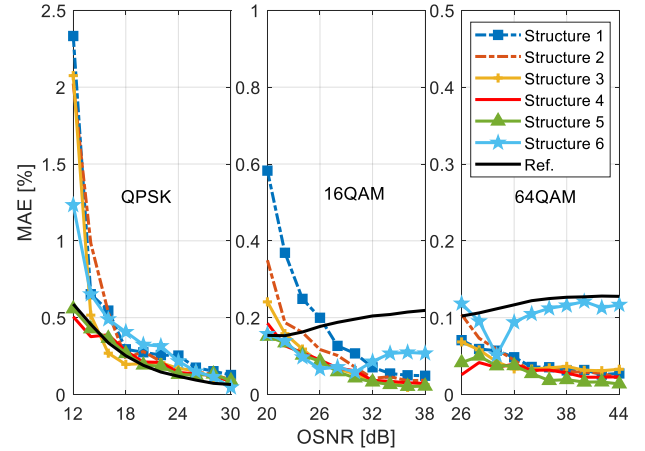 MAE [%]
2.5
2
1.5
1
0.5
0
QPSK
12
18
24
30
1
0.8
0.6
0.4
0.2
0
16QAM
20
26
32
38
0.5
0.4
0.3
0.2
0.1
0
Structure 1
Structure 2
Structure 3
Structure 4
Structure 5
Structure 6
Ref.
64QAM
26
32
38
44
OSNR [dB]